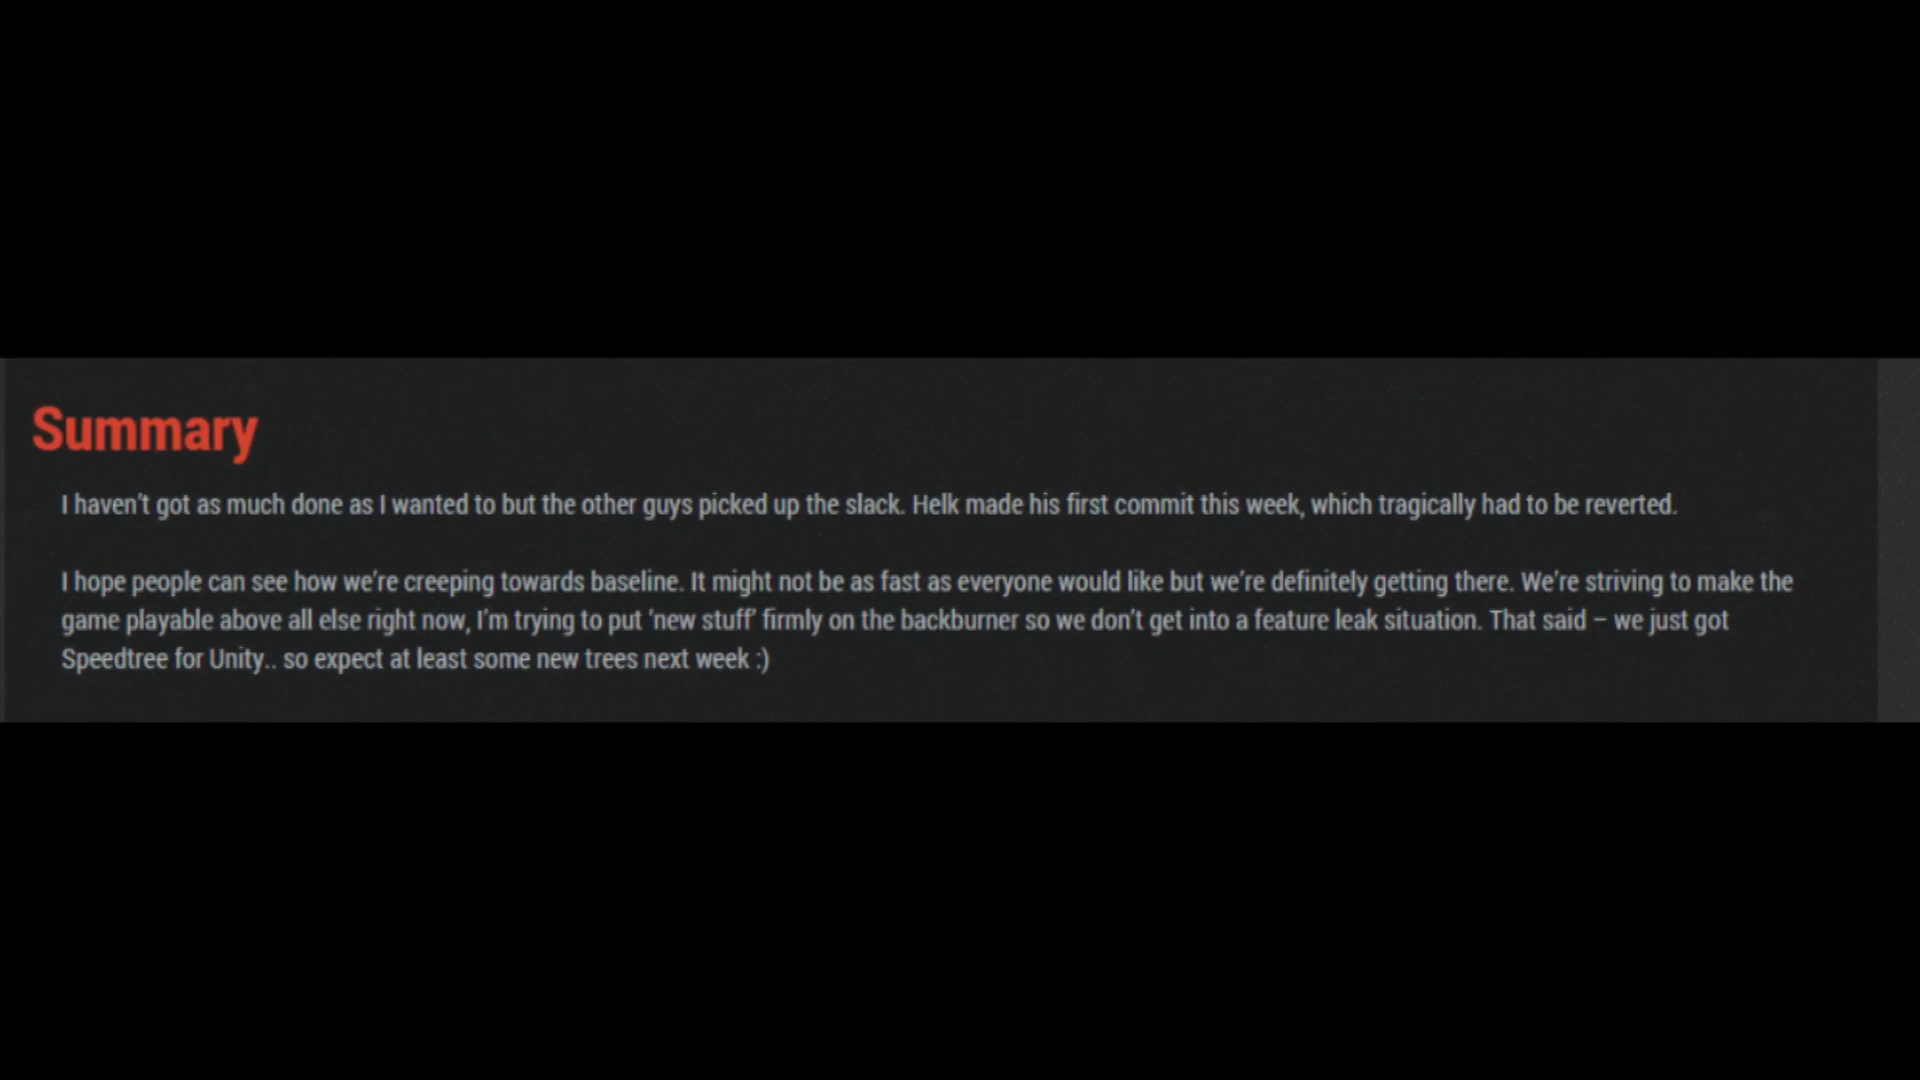 Summary
I haven’t got as much done as I wanted to but the other guys picked up the slack. Helk made his first commit this week, which tragically had to be reverted.
I hope people can see how we’re creeping towards baseline. It might not be as fast as everyone would like but we’re definitely getting there. We’re striving to make the
game playable above all else right now, I’m trying to put ‘new stuff’ firmly on the backburner so we don’t get into a feature leak situation. That said – we just got
Speedtree for Unity.. so expect at least some new trees next week :)